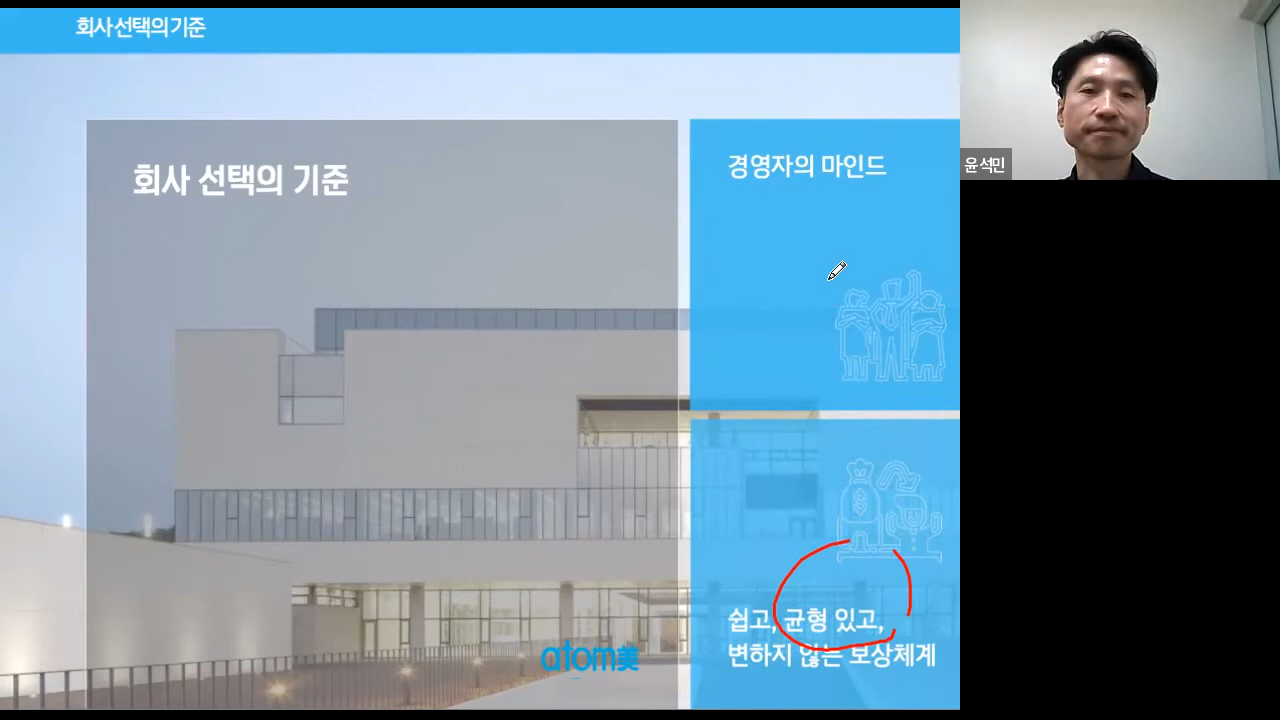 회사 선택의 기준
회사 선택의 기준
경영자의 마인드
윤석민
쉽고, 균형 있고,
변하지 않는 보상체계
atom美